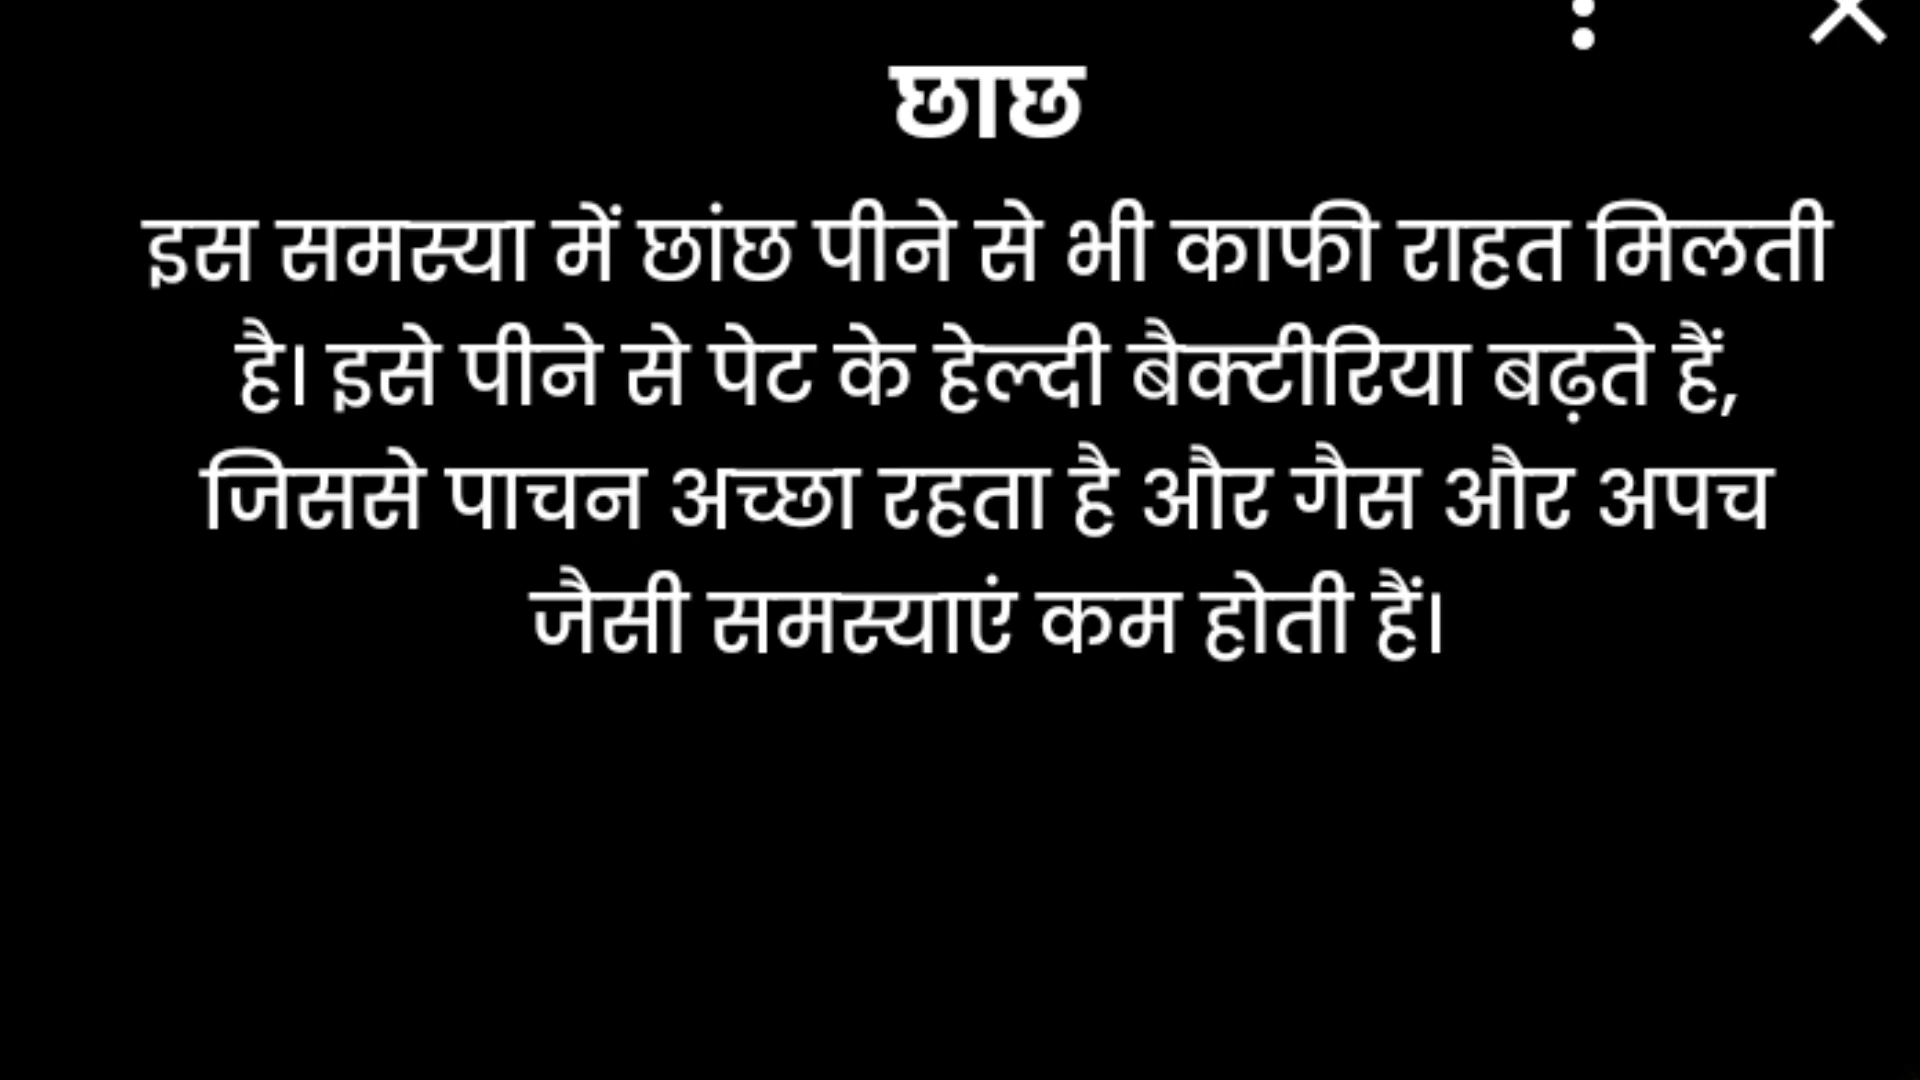 छाछ
इस समस्या में छांछ पीने से भी काफी राहत मिलती
है। इसे पीने से पेट के हेल्दी बैक्टीरिया बढ़ते हैं,
जिससे पाचन अच्छा रहता है और गैस और अपच
जैसी समस्याएं कम होती हैं।